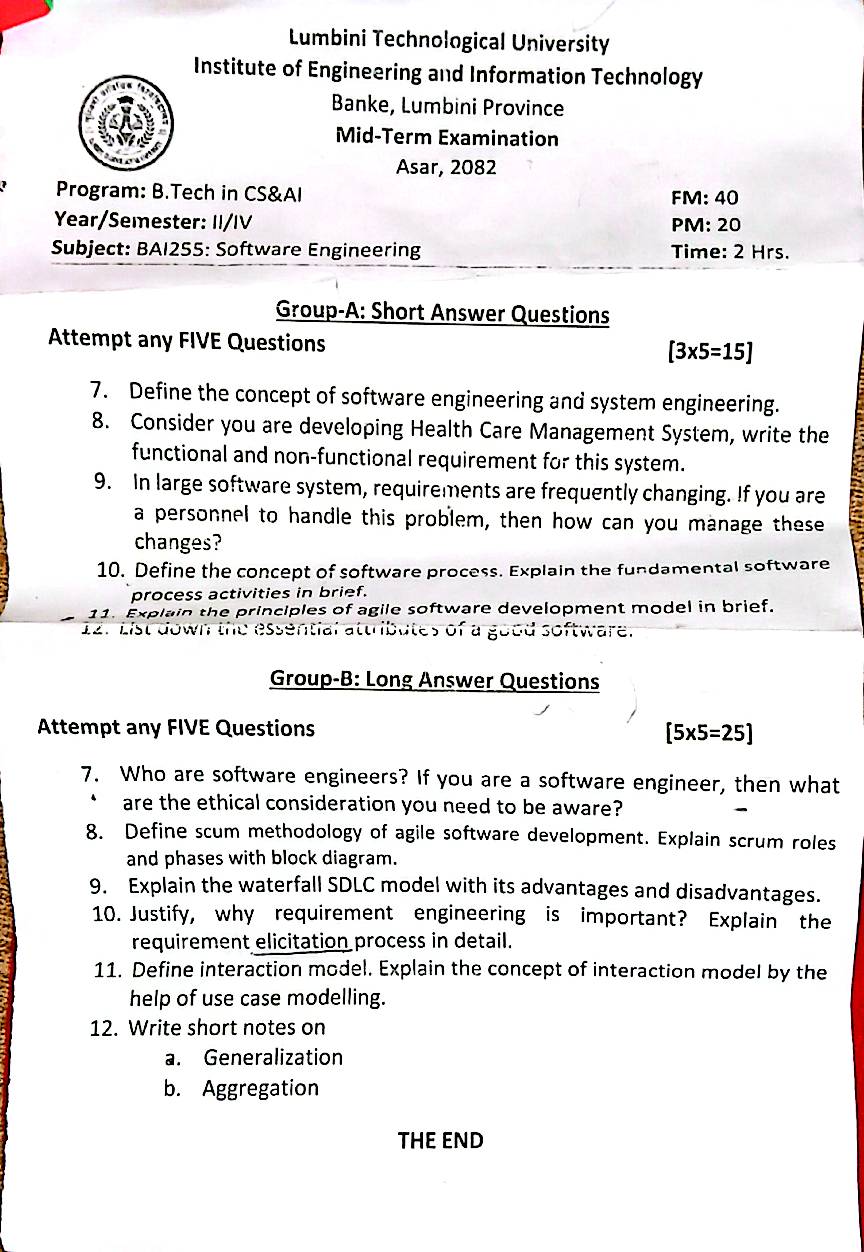 Lumbini Technological University
Institute of Engineering and Information Technology
Banke, Lumbini Province
Mid-Term Examination
Asar, 2082
Program: B.Tech in CS&AI
FM: 40
Year/Semester: II/IV
PM: 20
Subject: BAI255: Software Engineering
Time: 2 Hrs.
Group-A: Short Answer Questions
Attempt any FIVE Questions
[3x5=15]
7. Define the concept of software engineering and system engineering.
8. Consider you are developing Health Care Management System, write the
functional and non-functional requirement for this system.
9. In large software system, requirements are frequently changing. If you are
a personnel to handle this problem, then how can you manage these
changes?
10. Define the concept of software process. Explain the fundamental software
process activities in brief.
11. Explain the principles of agile software development model in brief.
12. List down the essential attributes of a good software.
Group-B: Long Answer Questions
Attempt any FIVE Questions
[5x5=25]
7. Who are software engineers? If you are a software engineer, then what
are the ethical consideration you need to be aware?
8. Define scum methodology of agile software development. Explain scrum roles
and phases with block diagram.
9. Explain the waterfall SDLC model with its advantages and disadvantages.
10. Justify, why requirement engineering is important? Explain the
requirement elicitation process in detail.
11. Define interaction model. Explain the concept of interaction model by the
help of use case modelling.
12. Write short notes on
a. Generalization
b. Aggregation
THE END